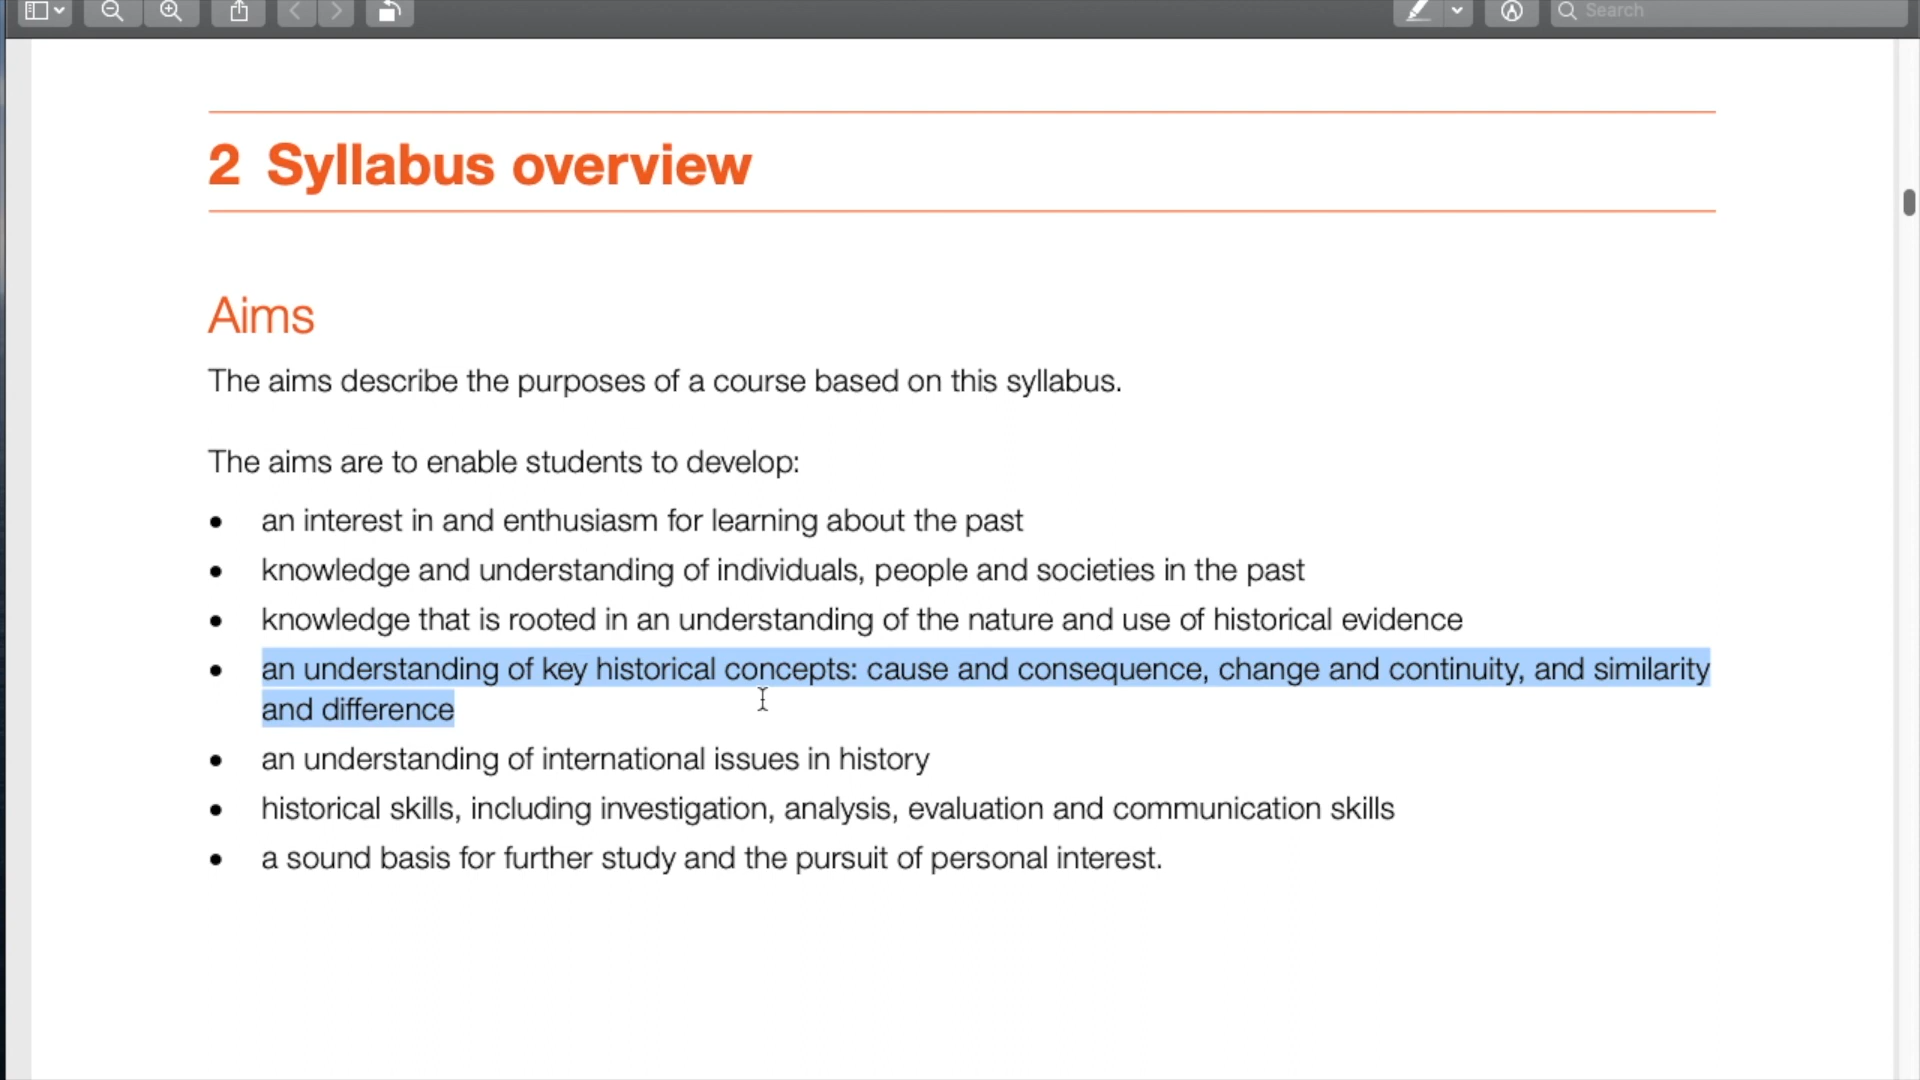 Search
2 Syllabus overview
Aims
The aims describe the purposes of a course based on this syllabus.
The aims are to enable students to develop:
• an interest in and enthusiasm for learning about the past
• knowledge and understanding of individuals, people and societies in the past
• knowledge that is rooted in an understanding of the nature and use of historical evidence
• an understanding of key historical concepts: cause and consequence, change and continuity, and similarity
and difference
• an understanding of international issues in history
• historical skills, including investigation, analysis, evaluation and communication skills
• a sound basis for further study and the pursuit of personal interest.